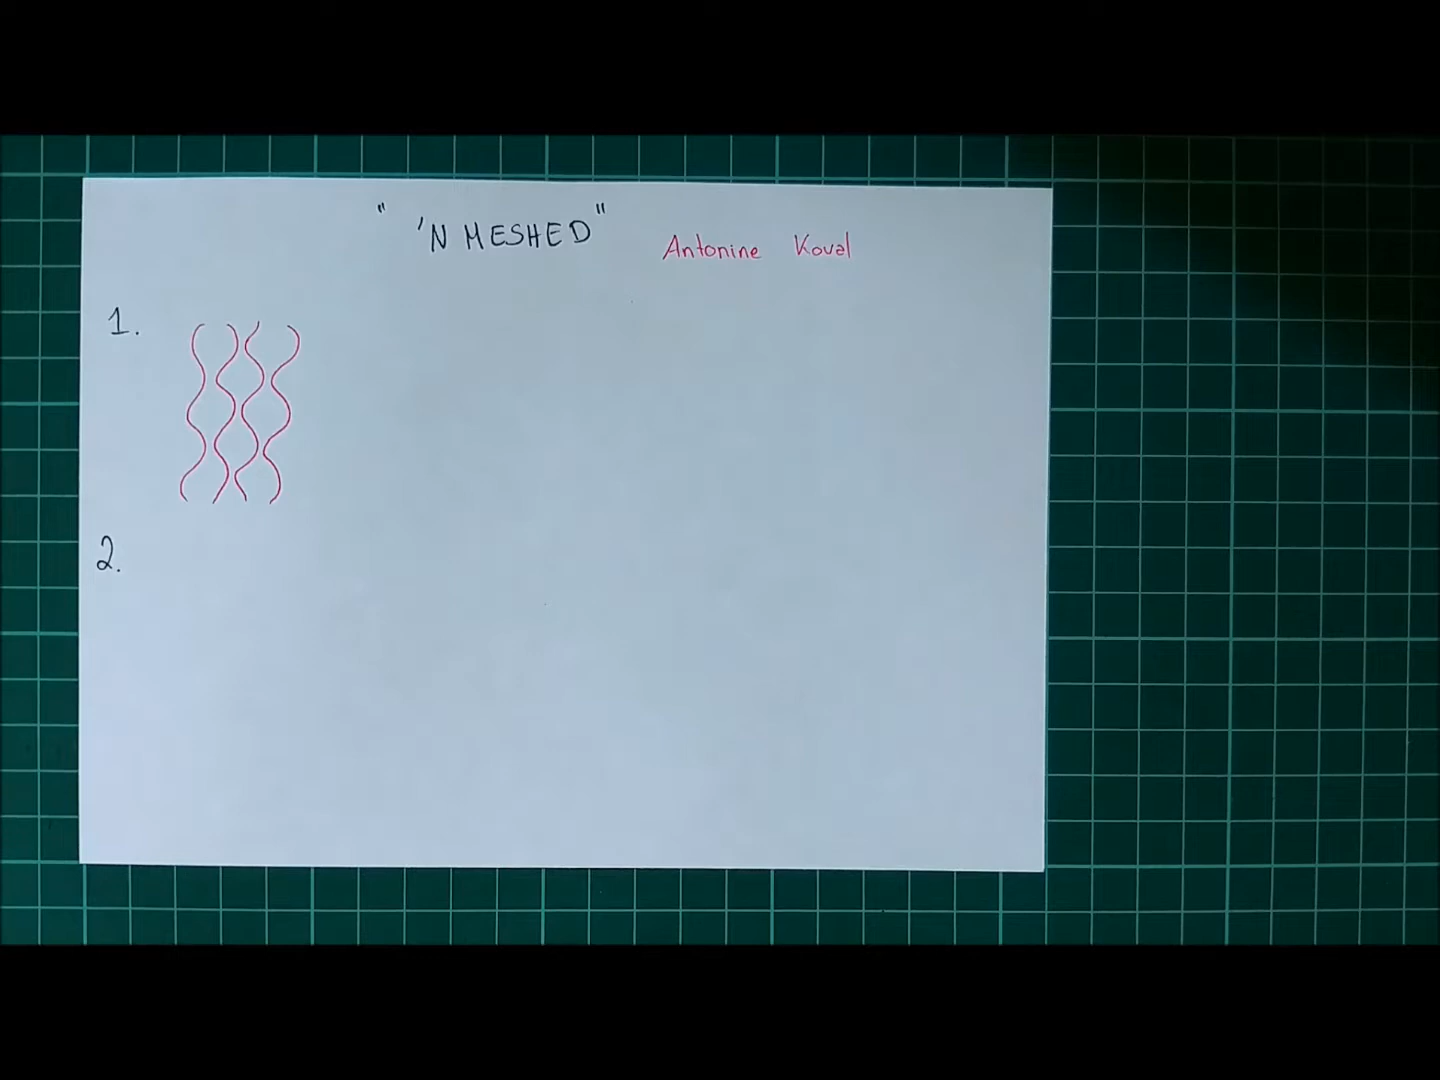 " 'N MESHED "
Antonine Koval
1.
2.